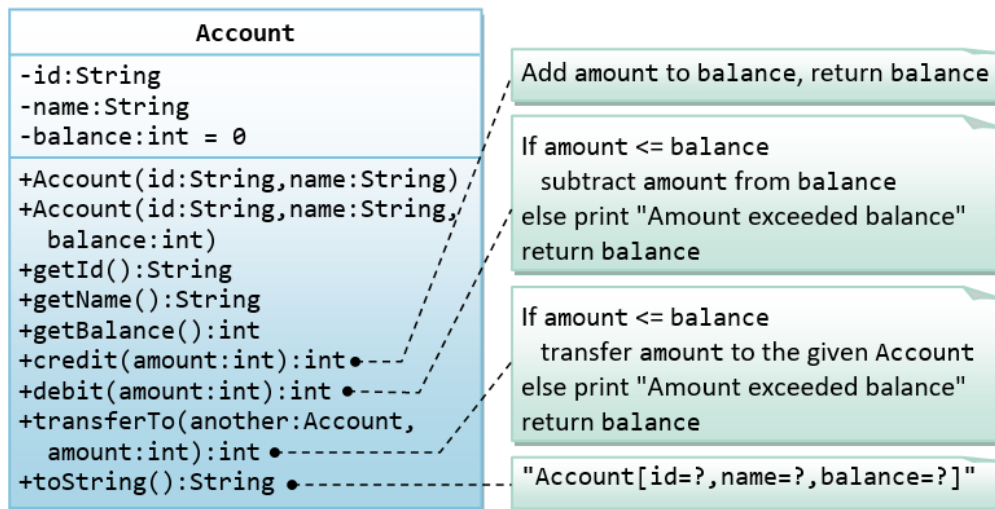 Account
-id:String
-name:String
-balance:int = 0
+Account(id:String,name:String)
+Account(id:String,name:String,
balance:int)
+getId():String
+getName():String
+getBalance():int
+credit(amount:int):int
+debit(amount:int):int
+transferTo(another:Account,
amount:int):int
+toString():String
Add amount to balance, return balance
If amount <= balance
subtract amount from balance
else print "Amount exceeded balance"
return balance
If amount <= balance
transfer amount to the given Account
else print "Amount exceeded balance"
return balance
"Account[id=?,name=?,balance=?]"